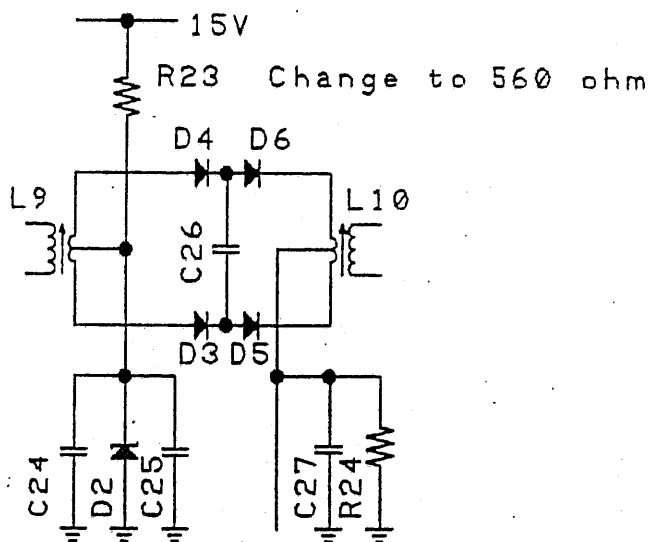 15V
R23 Change to 560 ohm
D4 D6
L9
L10
C26
D3 D5
C24
D2
C25
C27
R24